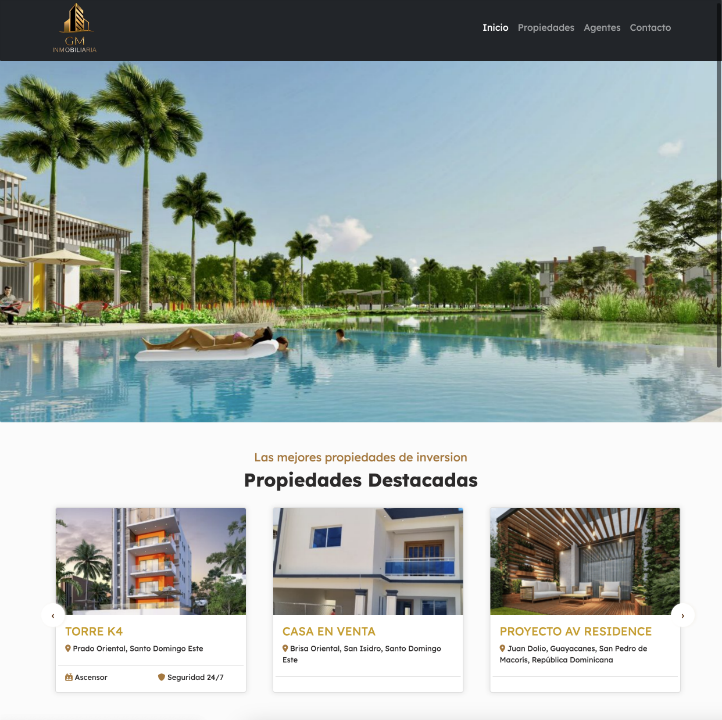 GM
INMOBILIARIA
Inicio Propiedades Agentes Contacto
Las mejores propiedades de inversion
Propiedades Destacadas
TORRE K4
Prado Oriental, Santo Domingo Este
Ascensor Seguridad 24/7
CASA EN VENTA
Brisa Oriental, San Isidro, Santo Domingo
Este
PROYECTO AV RESIDENCE
Juan Dolio, Guayacanes, San Pedro de
Macorís, República Dominicana